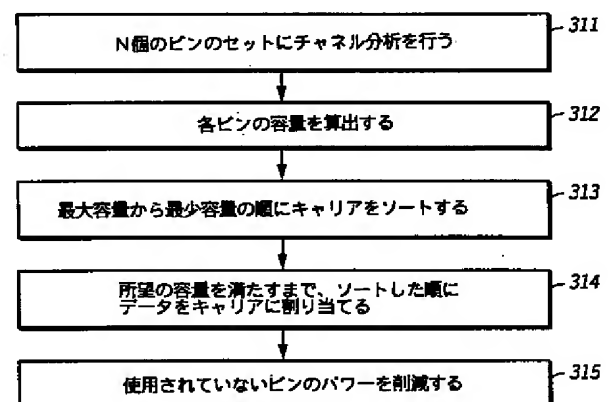 N個のビンのセットにチャネル分析を行う
311
各ビンの容量を算出する
312
最大容量から最少容量の順にキャリアをソートする
313
所望の容量を満たすまで、ソートした順に
データをキャリアに割り当てる
314
使用されていないビンのパワーを削減する
315